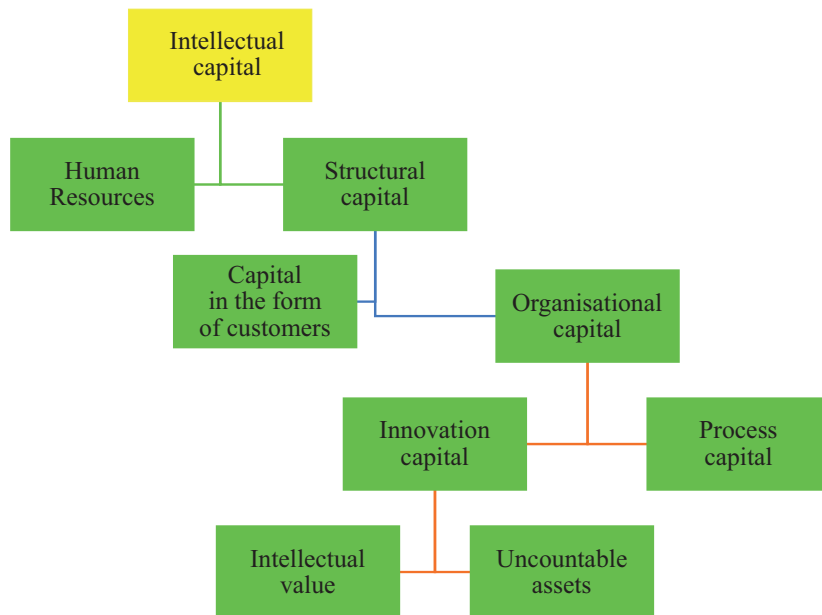 Intellectual
capital
Human
Resources
Structural
capital
Capital
in the form
of customers
Organisational
capital
Innovation
capital
Process
capital
Intellectual
value
Uncountable
assets